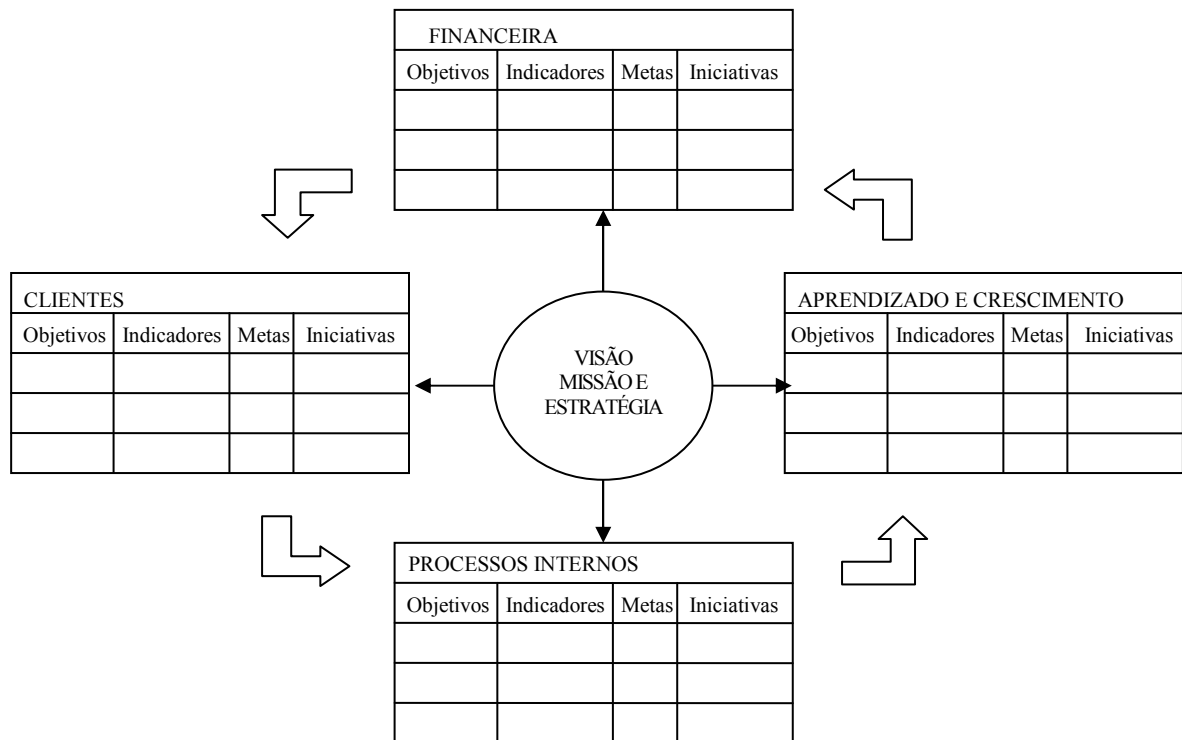 FINANCEIRA
Objetivos Indicadores Metas Iniciativas
CLIENTES
Objetivos Indicadores Metas Iniciativas
VISÃO
MISSÃO E
ESTRATÉGIA
APRENDIZADO E CRESCIMENTO
Objetivos Indicadores Metas Iniciativas
PROCESSOS INTERNOS
Objetivos Indicadores Metas Iniciativas